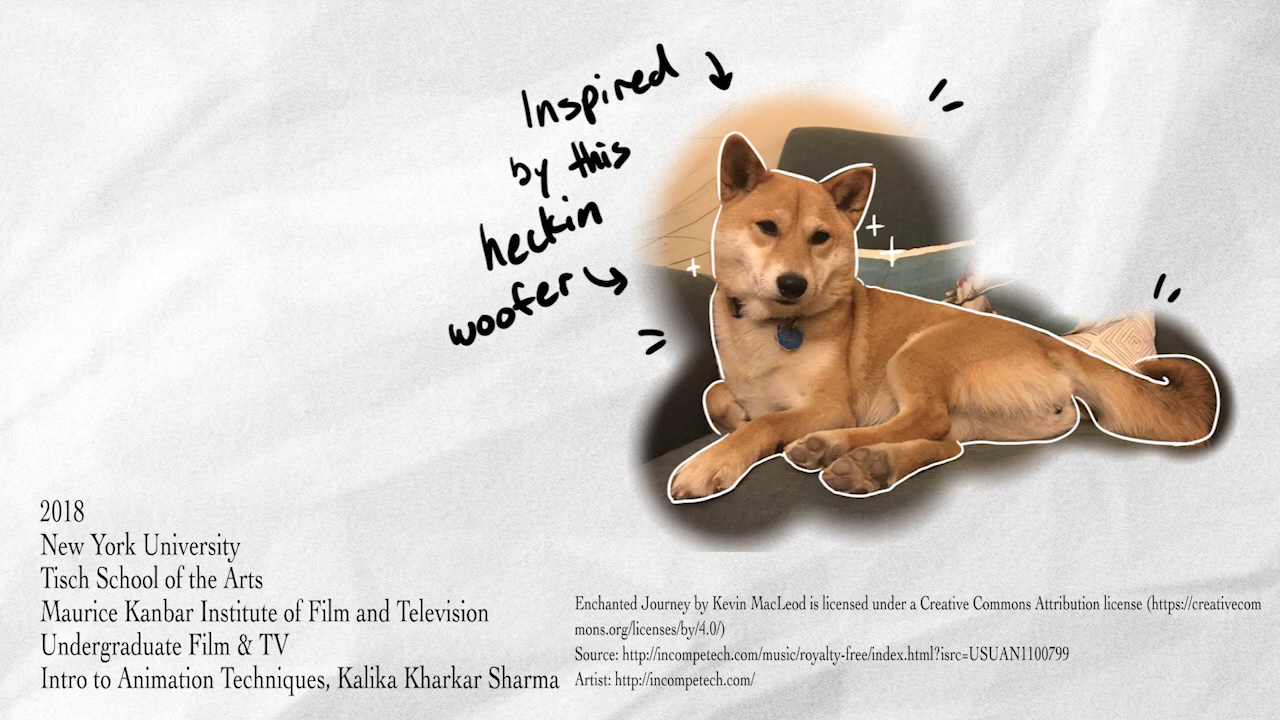 Inspired
by this
heckin
woofer
2018
New York University
Tisch School of the Arts
Maurice Kanbar Institute of Film and Television
Undergraduate Film & TV
Intro to Animation Techniques, Kalika Kharkar Sharma
Enchanted Journey by Kevin MacLeod is licensed under a Creative Commons Attribution license (https://creativecom
mons.org/licenses/by/4.0/)
Source: http://incompetech.com/music/royalty-free/index.html?isrc=USUAN1100799
Artist: http://incompetech.com/